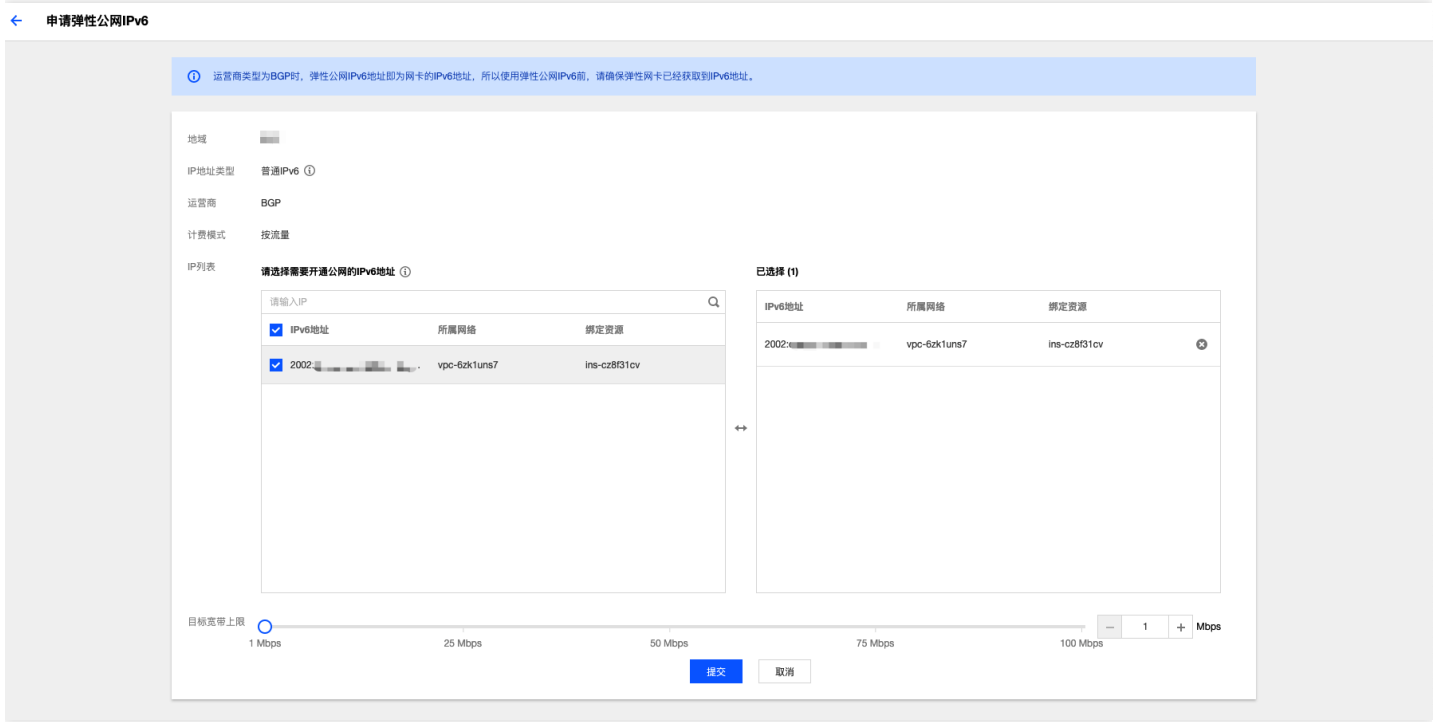 申请弹性公网IPv6
运营商类型为BGP时，弹性公网IPv6地址即为网卡的IPv6地址，所以使用弹性公网IPv6前，请确保弹性网卡已经获取到IPv6地址。
地域
IP地址类型 普通IPv6
运营商 BGP
计费模式 按流量
IP列表 请选择需要开通公网的IPv6地址 已选择 (1)
请输入IP
IPv6地址 所属网络 绑定资源
2002: vpc-6zk1uns7 ins-cz8f31cv
IPv6地址 所属网络 绑定资源
2002: vpc-6zk1uns7 ins-cz8f31cv
目标宽带上限 1 Mbps
1 Mbps 25 Mbps 50 Mbps 75 Mbps 100 Mbps
提交 取消